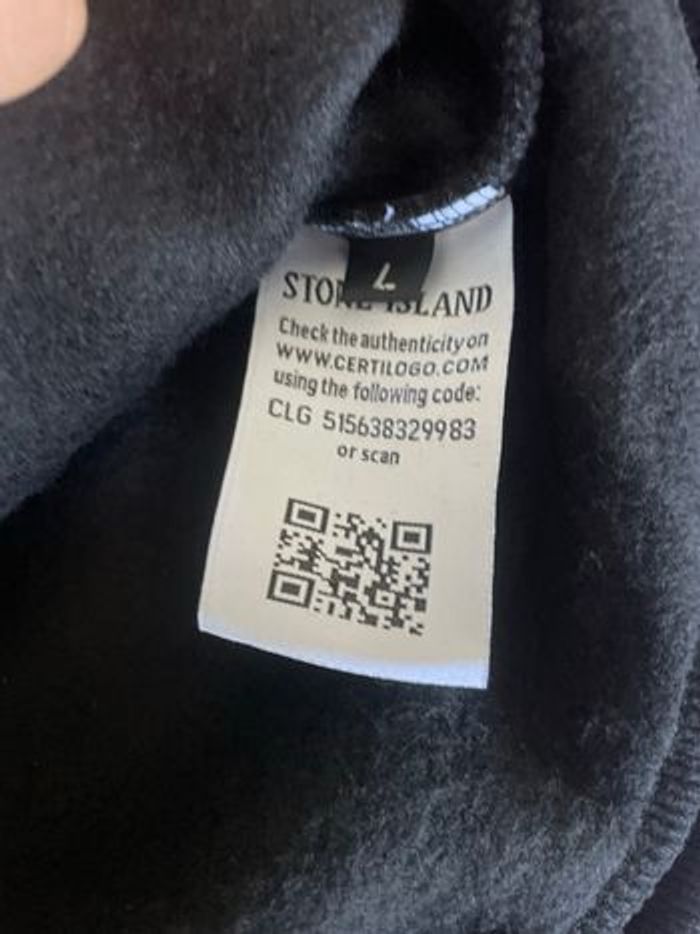 L
STONE ISLAND
Check the authenticity on
WWW.CERTILOGO.COM
using the following code:
CLG 515638329983
or scan